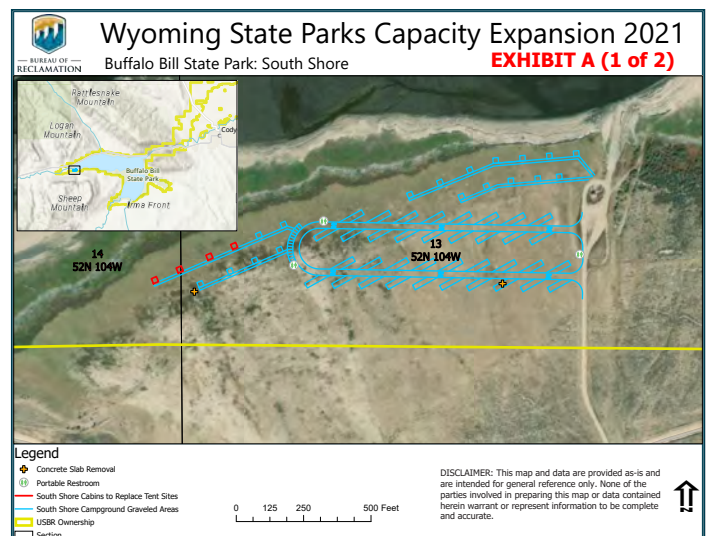 Wyoming State Parks Capacity Expansion 2021
— BUREAU OF —
RECLAMATION
Buffalo Bill State Park: South Shore
EXHIBIT A (1 of 2)
Rattlesnake
Mountain
Logan
Mountain
Cody
Buffalo Bill
State Park
Sheep
Mountain
Irma Front
14
52N 104W
13
52N 104W
Legend
Concrete Slab Removal
Portable Restroom
South Shore Cabins to Replace Tent Sites
South Shore Campground Graveled Areas
USBR Ownership
Section
0 125 250 500 Feet
DISCLAIMER: This map and data are provided as-is and
are intended for general reference only. None of the
parties involved in preparing this map or data contained
herein warrant or represent information to be complete
and accurate.